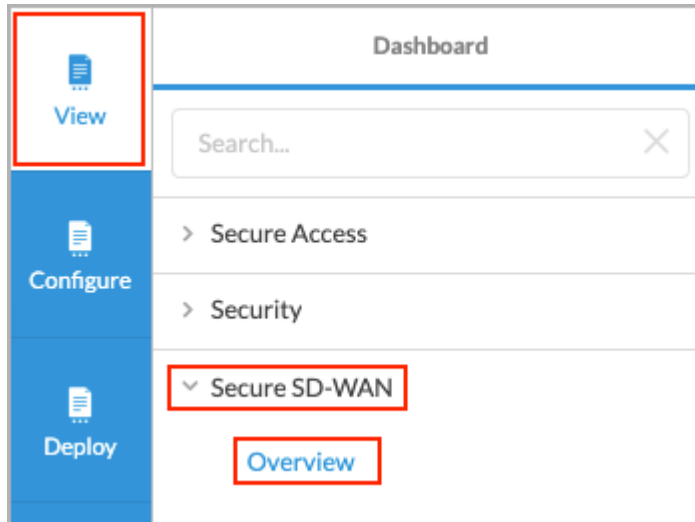 View
Configure
Deploy
Dashboard
Search...
Secure Access
Security
Secure SD-WAN
Overview